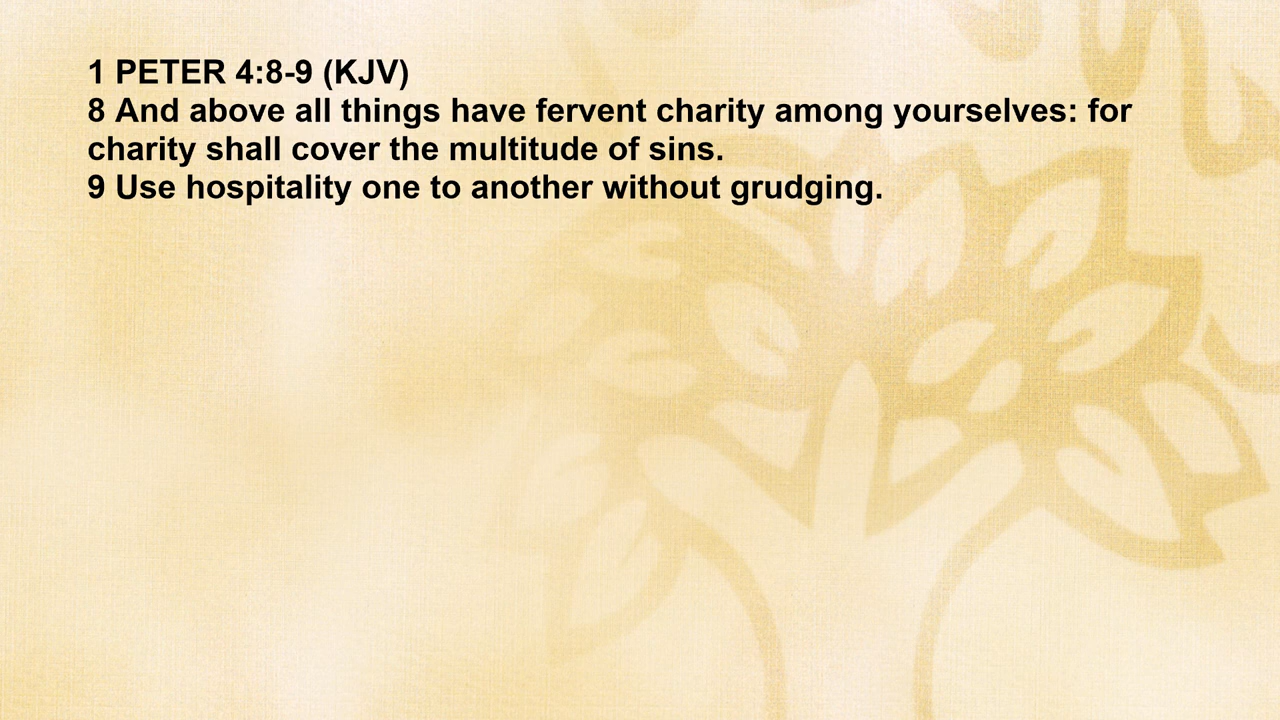 1 PETER 4:8-9 (KJV)
8 And above all things have fervent charity among yourselves: for
charity shall cover the multitude of sins.
9 Use hospitality one to another without grudging.